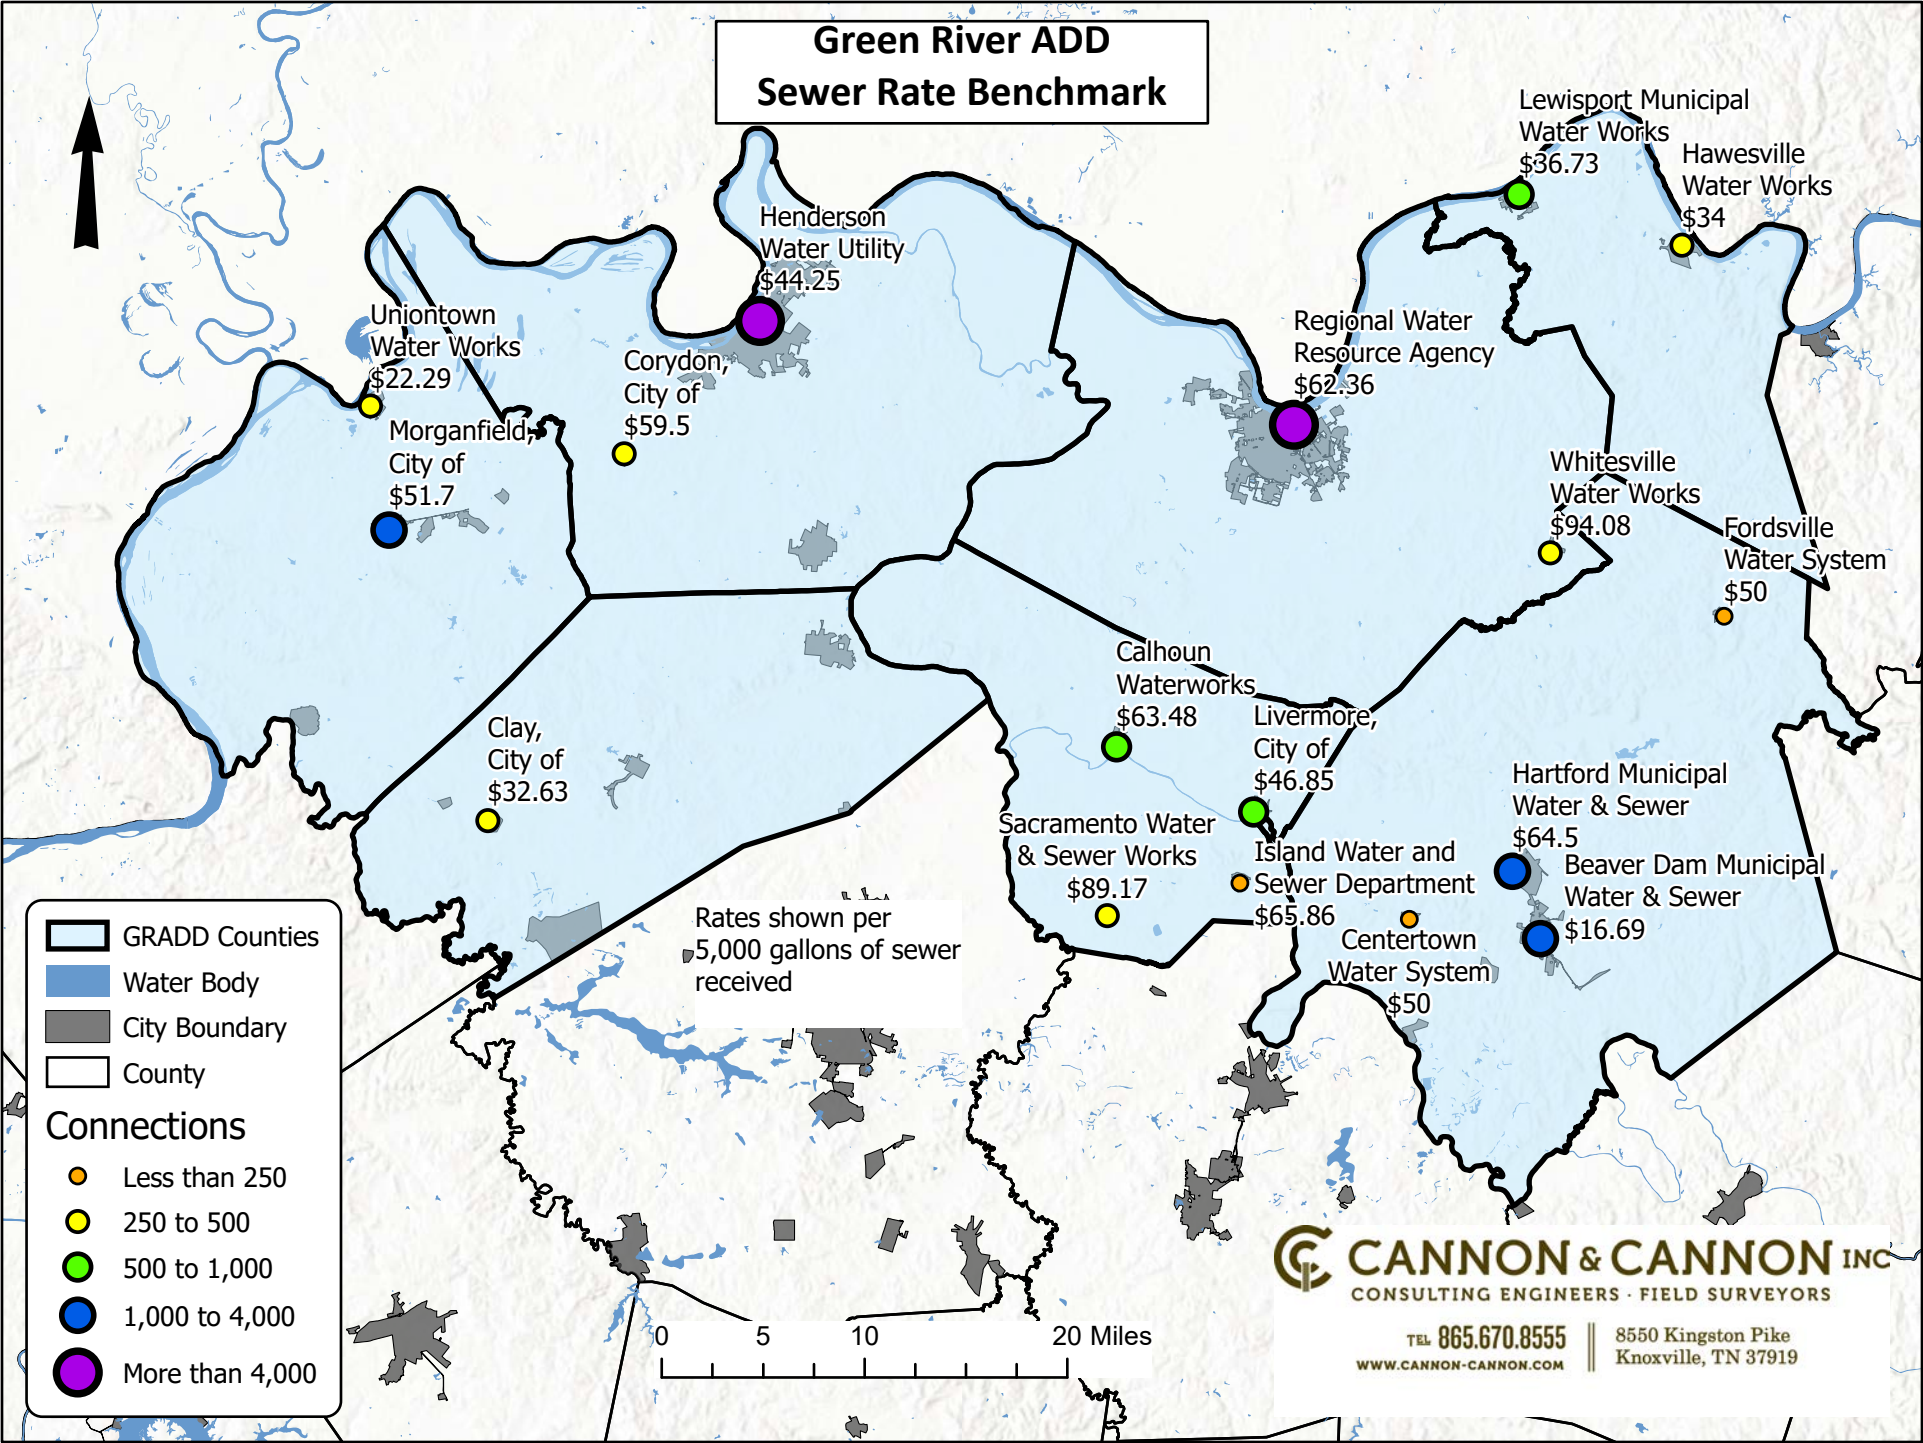 Green River ADD
Sewer Rate Benchmark
Lewisport Municipal
Water Works
$36.73
Hawesville
Water Works
$34
Henderson
Water Utility
$44.25
Uniontown
Water Works
$22.29
Corydon,
City of
$59.5
Regional Water
Resource Agency
$62.36
Morganfield,
City of
$51.7
Whitesville
Water Works
$94.08
Fordsville
Water System
$50
Calhoun
Waterworks
$63.48
Livermore,
City of
$46.85
Clay,
City of
$32.63
Hartford Municipal
Water & Sewer
$64.5
Sacramento Water
& Sewer Works
$89.17
Island Water and
Sewer Department
$65.86
Beaver Dam Municipal
Water & Sewer
$16.69
Centertown
Water System
$50
Rates shown per
5,000 gallons of sewer
received
GRADD Counties
Water Body
City Boundary
County
Connections
Less than 250
250 to 500
500 to 1,000
1,000 to 4,000
More than 4,000
0 5 10 20 Miles
CANNON & CANNON INC
CONSULTING ENGINEERS · FIELD SURVEYORS
TEL 865.670.8555
WWW.CANNON-CANNON.COM
8550 Kingston Pike
Knoxville, TN 37919